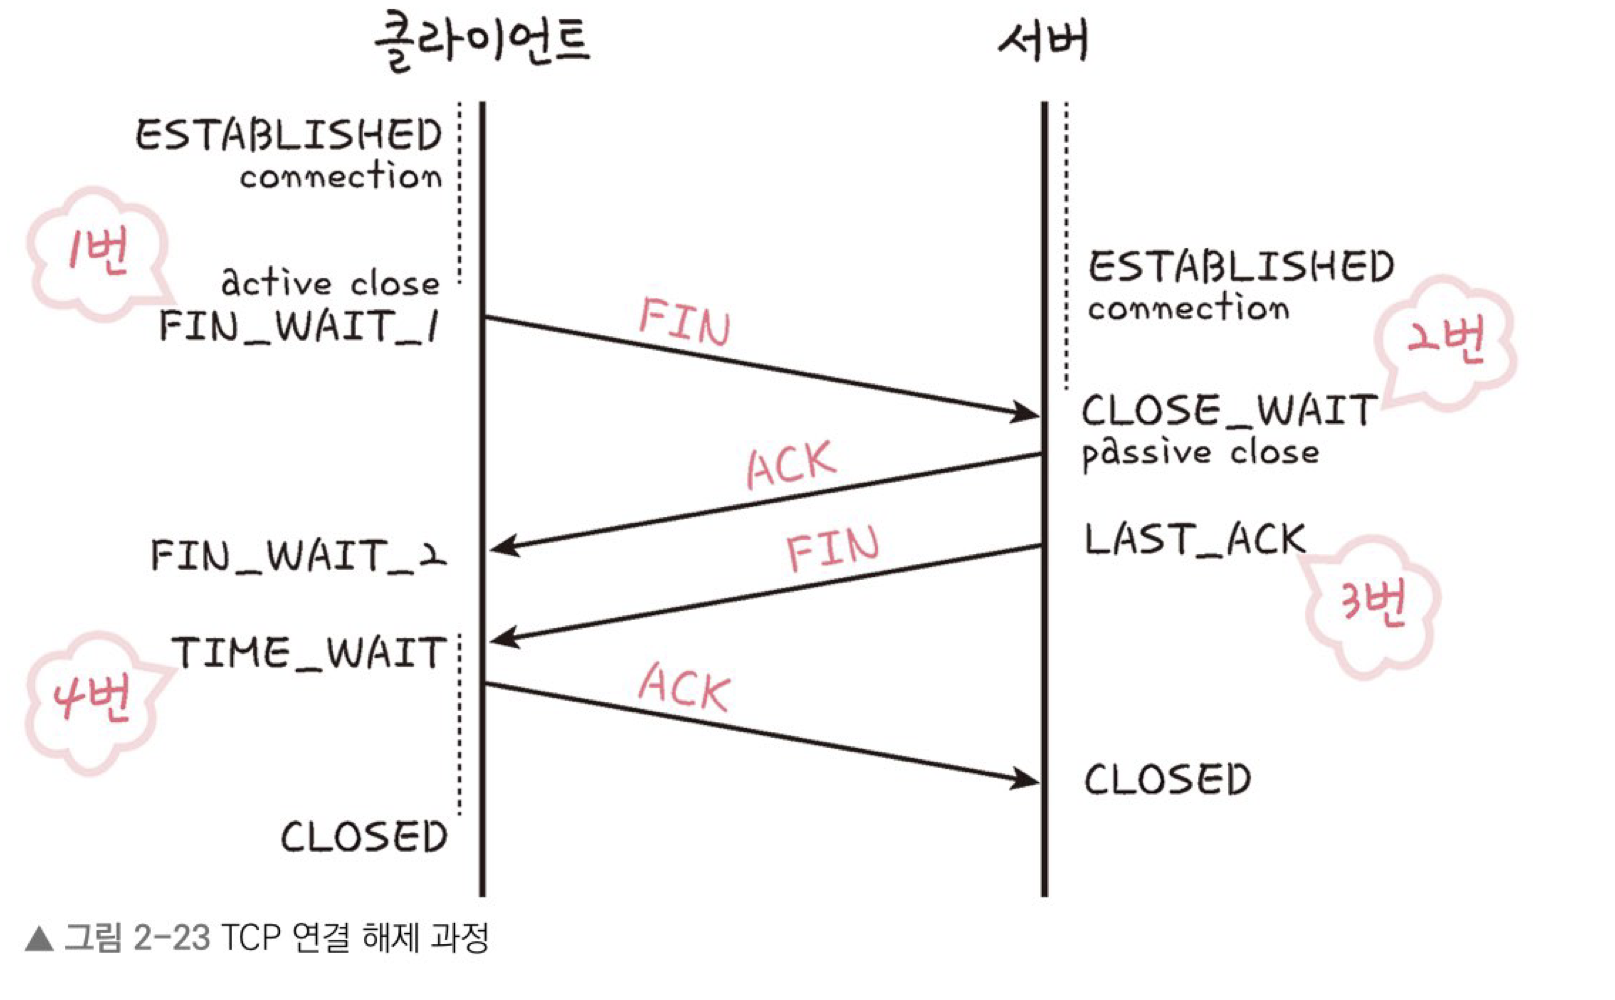 클라이언트
서버
ESTABLISHED
connection
1번
active close
FIN_WAIT_1
FIN
ESTABLISHED
connection
2번
CLOSE_WAIT
passive close
ACK
FIN_WAIT_2
FIN
LAST_ACK
3번
TIME_WAIT
4번
ACK
CLOSED
CLOSED
▲ 그림 2-23 TCP 연결 해제 과정